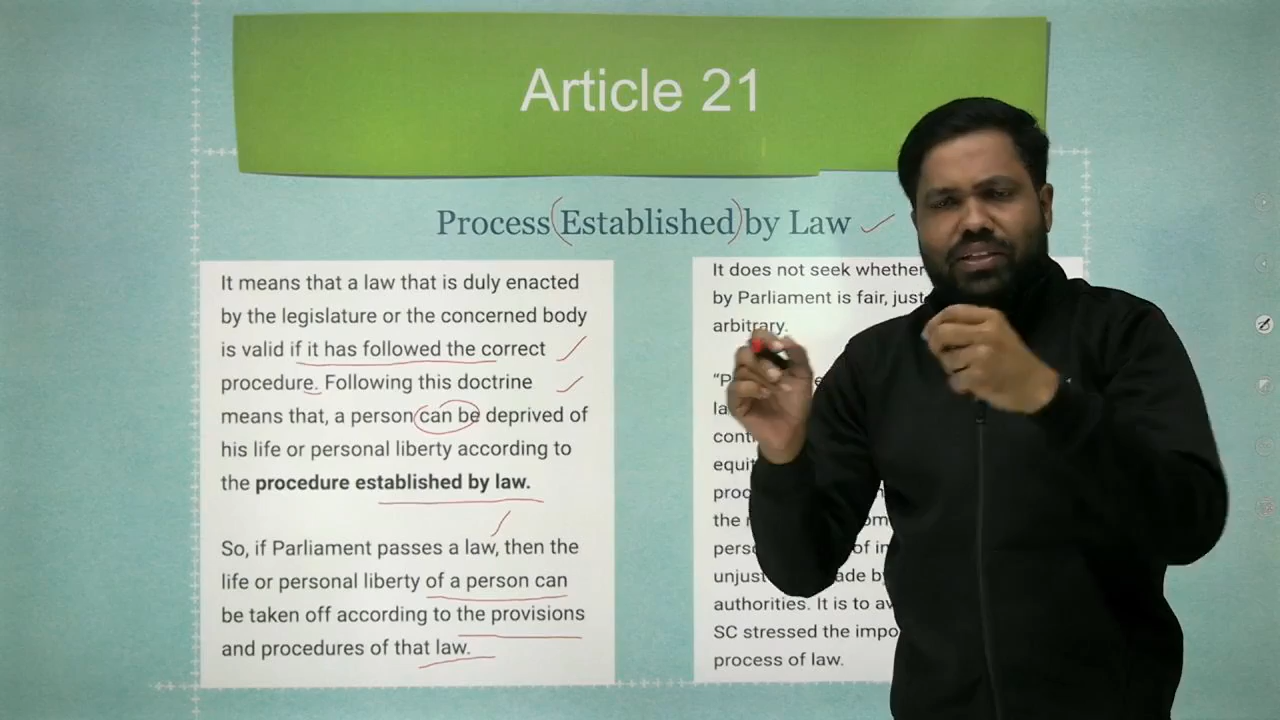 Article 21
Process Established by Law
It means that a law that is duly enacted
by the legislature or the concerned body
is valid if it has followed the correct
procedure. Following this doctrine
means that, a person can be deprived of
his life or personal liberty according to
the procedure established by law.
So, if Parliament passes a law, then the
life or personal liberty of a person can
be taken off according to the provisions
and procedures of that law.
It does not seek whether
by Parliament is fair, just
arbitrary.
the
of
unjust
by
authorities. It is to
SC stressed the
process of law.